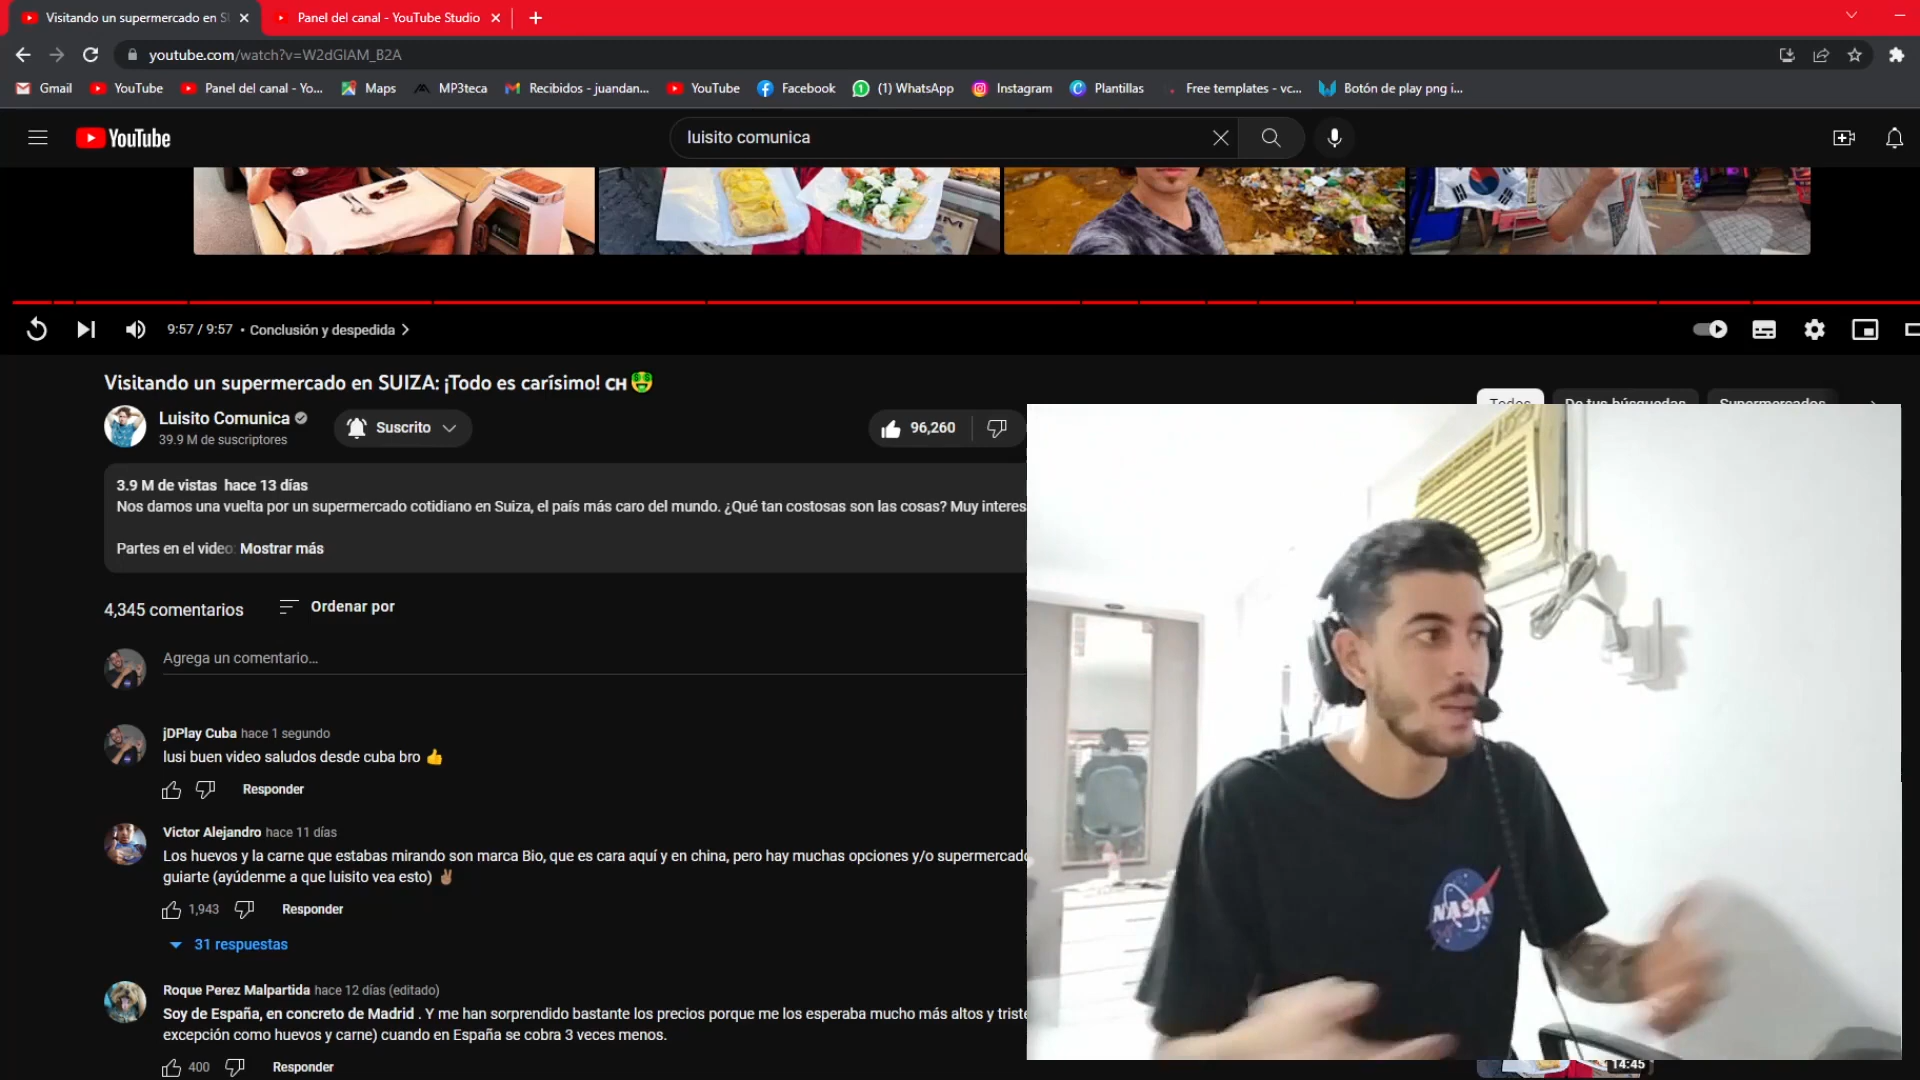 Visitando un supermercado en S
Panel del canal - YouTube Studio
youtube.com/watch?v=W2dGIAM_B2A
Gmail
YouTube
Panel del canal - Yo...
Maps
MP3teca
Recibidos - juandan...
YouTube
Facebook
(1) WhatsApp
Instagram
Plantillas
Free templates - vc...
Botón de play png i...
YouTube
luisito comunica
9:57 / 9:57 • Conclusión y despedida
Visitando un supermercado en SUIZA: ¡Todo es carísimo! CH🤑
Todos
De tus búsquedas
Supermercados
Luisito Comunica
39.9 M de suscriptores
Suscrito
96,260
3.9 M de vistas hace 13 días
Nos damos una vuelta por un supermercado cotidiano en Suiza, el país más caro del mundo. ¿Qué tan costosas son las cosas? Muy interes
Partes en el video: Mostrar más
4,345 comentarios
Ordenar por
Agrega un comentario...
jDPlay Cuba hace 1 segundo
lusi buen video saludos desde cuba bro 👍
Responder
Victor Alejandro hace 11 días
Los huevos y la carne que estabas mirando son marca Bio, que es cara aquí y en china, pero hay muchas opciones y/o supermercado
guiarte (ayúdenme a que luisito vea esto) ✌🏽
1,943
Responder
31 respuestas
Roque Perez Malpartida hace 12 días (editado)
Soy de España, en concreto de Madrid . Y me han sorprendido bastante los precios porque me los esperaba mucho más altos y triste
excepción como huevos y carne) cuando en España se cobra 3 veces menos.
400
Responder
NASA
14:45